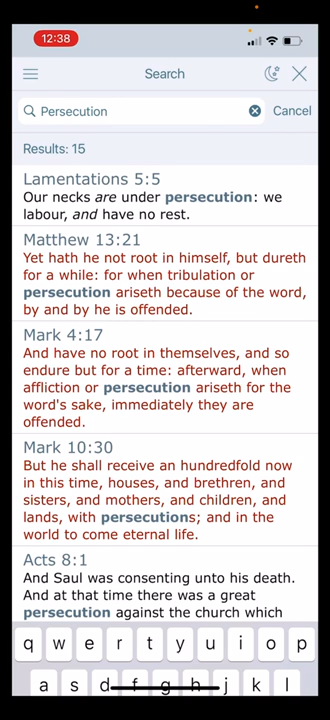 12:38
Search
Persecution
Cancel
Results: 15
Lamentations 5:5
Our necks are under persecution: we
labour, and have no rest.
Matthew 13:21
Yet hath he not root in himself, but dureth
for a while: for when tribulation or
persecution ariseth because of the word,
by and by he is offended.
Mark 4:17
And have no root in themselves, and so
endure but for a time: afterward, when
affliction or persecution ariseth for the
word's sake, immediately they are
offended.
Mark 10:30
But he shall receive an hundredfold now
in this time, houses, and brethren, and
sisters, and mothers, and children, and
lands, with persecutions; and in the
world to come eternal life.
Acts 8:1
And Saul was consenting unto his death.
And at that time there was a great
persecution against the church which
q w e r t y u i o p
a s d f g h j k l